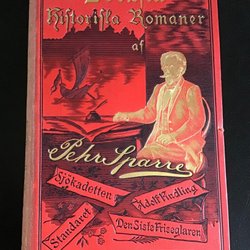 Historiska Romaner
af
Pehr Sparre
Sjökadetten
Adolf Findling
Standaret
Den Siste Friseglaren